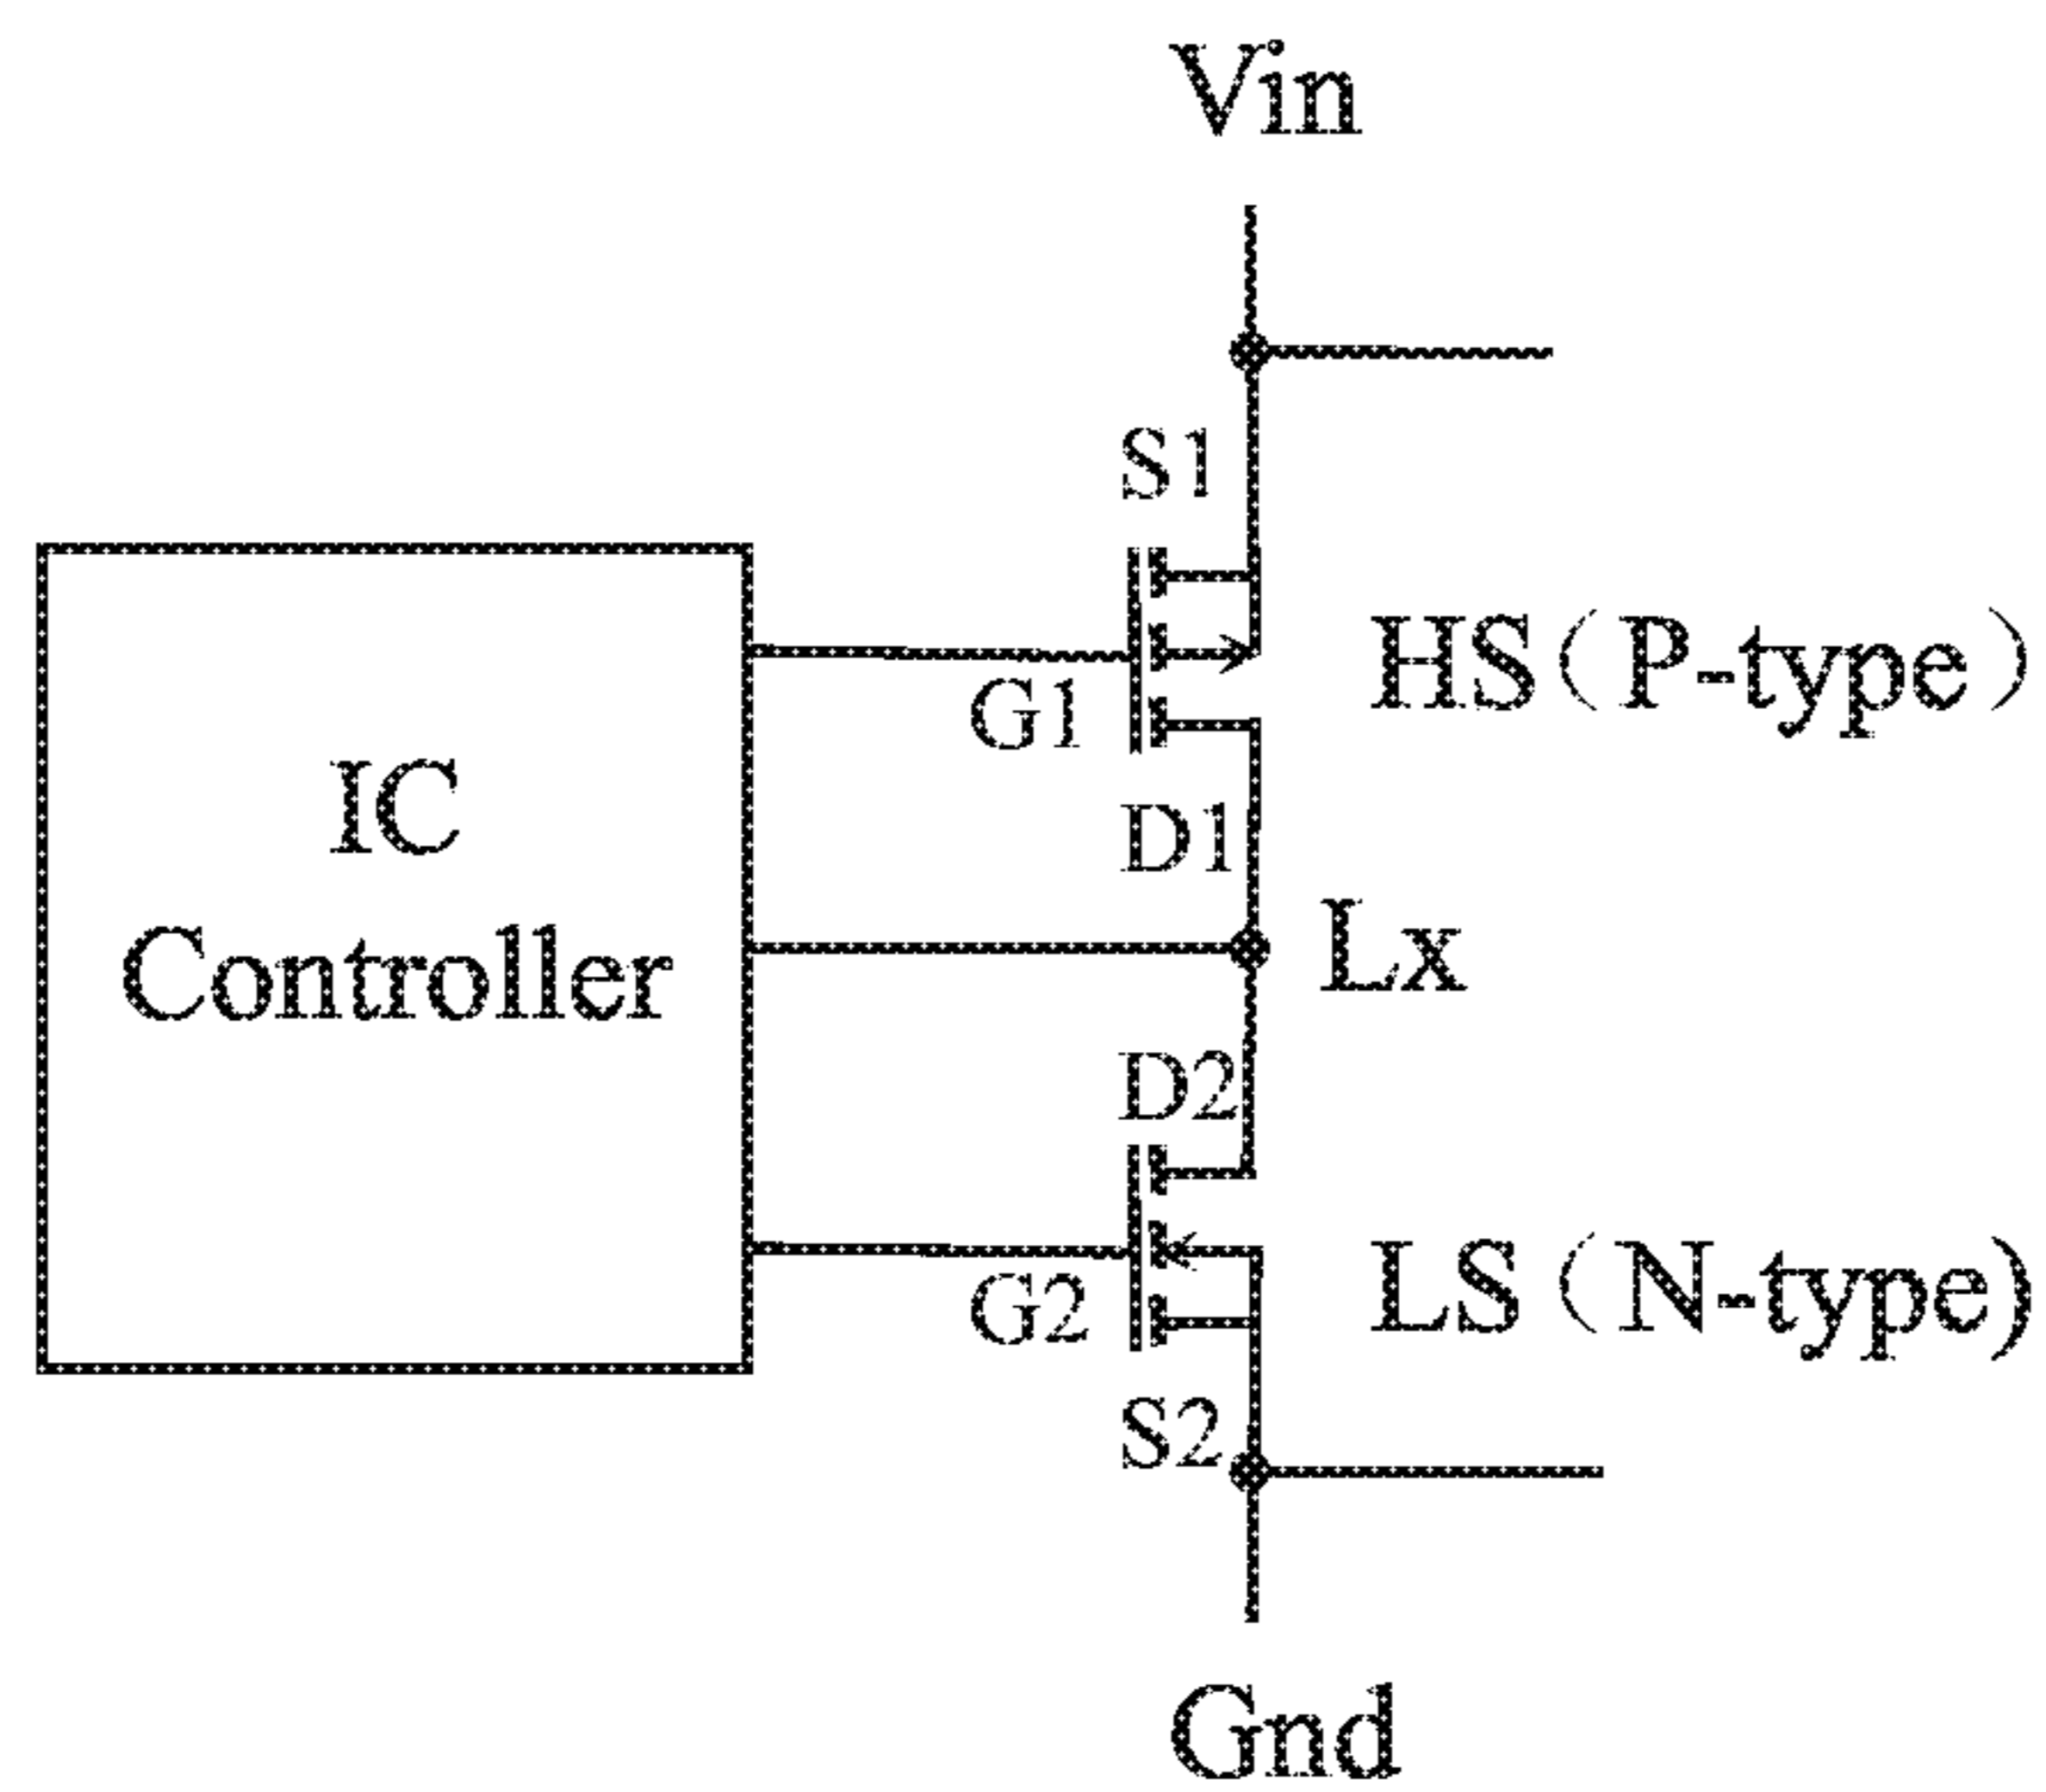 Vin
S1
HS（P-type）
G1
IC
Controller
D1
Lx
D2
LS（N-type)
G2
S2
Gnd